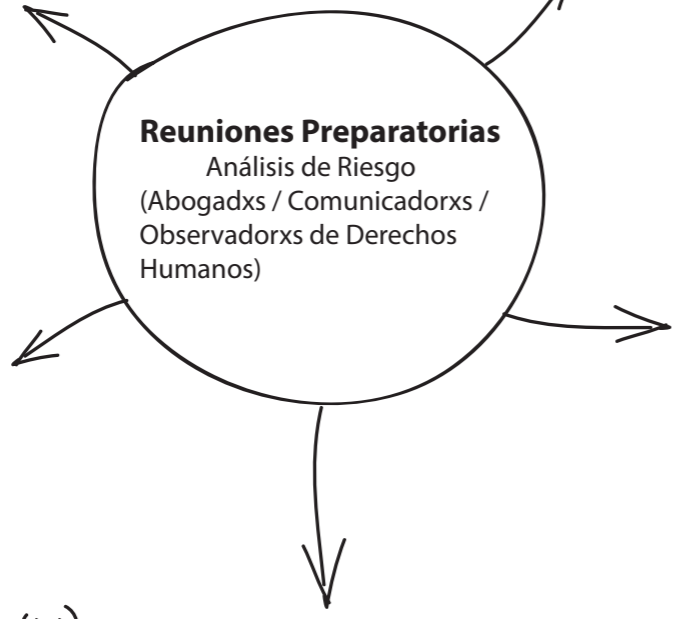 Reuniones Preparatorias
Análisis de Riesgo
(Abogadxs / Comunicadorxs /
Observadorxs de Derechos
Humanos)